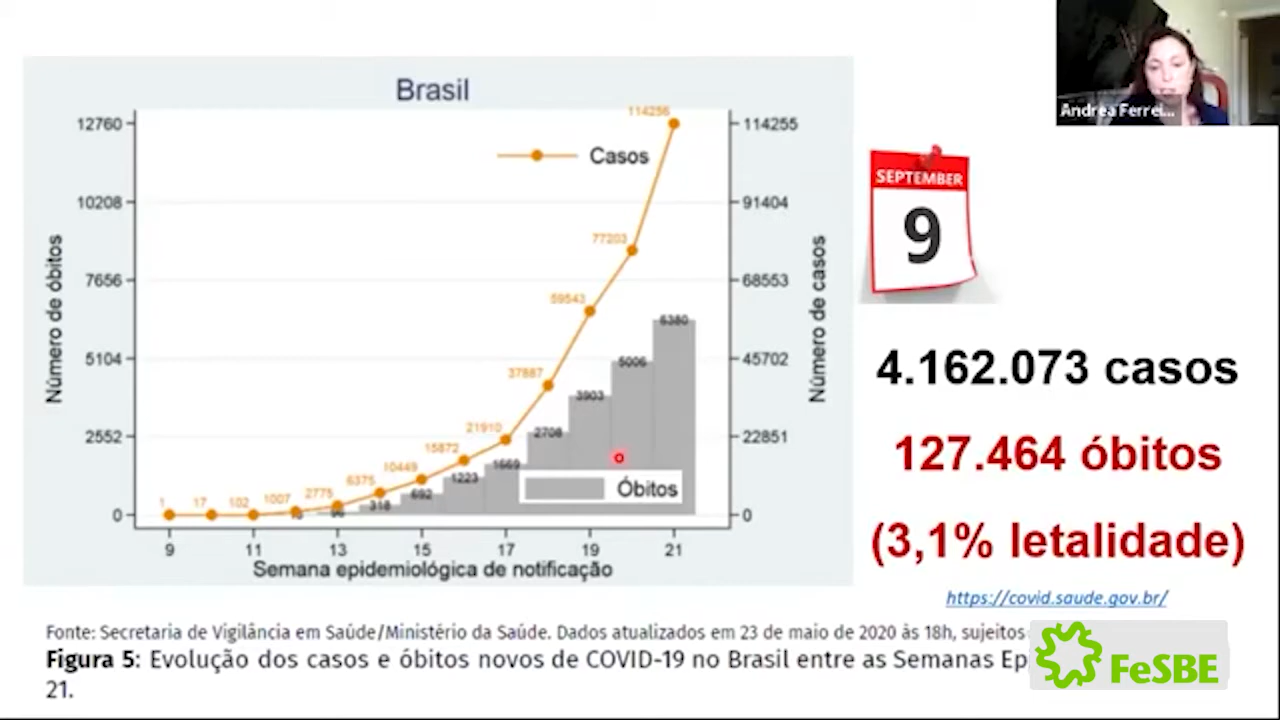 Andrea Ferrei...
Brasil
12760
10208
7656
5104
2552
0
Número de óbitos
114255
91404
68553
45702
22851
0
Número de casos
Casos
1
17
102
1007
2775
6375
10449
15872
21910
37887
59543
77203
114256
318
692
1223
1669
2708
3903
5006
6380
Óbitos
9
11
13
15
17
19
21
Semana epidemiológica de notificação
SEPTEMBER
9
4.162.073 casos
127.464 óbitos
(3,1% letalidade)
https://covid.saude.gov.br/
Fonte: Secretaria de Vigilância em Saúde/Ministério da Saúde. Dados atualizados em 23 de maio de 2020 às 18h, sujeitos
Figura 5: Evolução dos casos e óbitos novos de COVID-19 no Brasil entre as Semanas Ep
21.
FeSBE